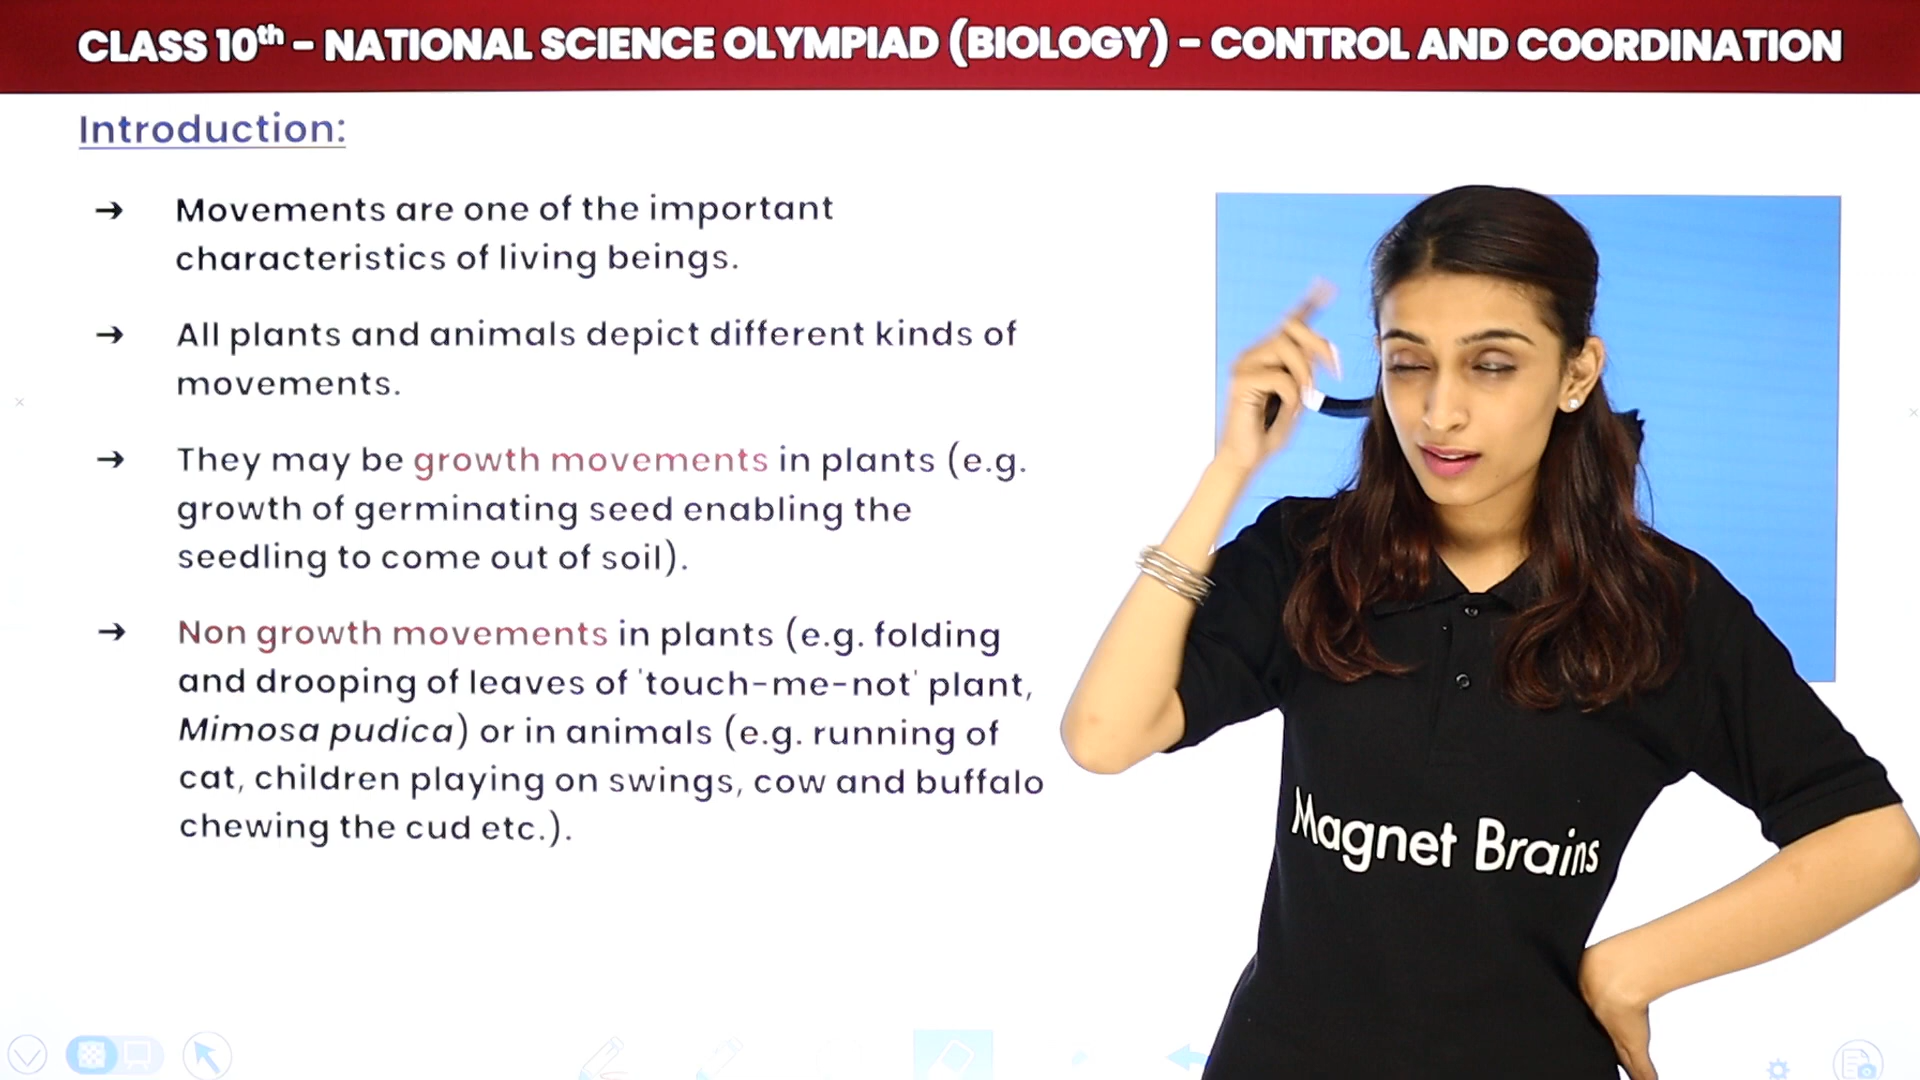 CLASS 10th - NATIONAL SCIENCE OLYMPIAD (BIOLOGY) - CONTROL AND COORDINATION
Introduction:
→ Movements are one of the important
characteristics of living beings.
→ All plants and animals depict different kinds of
movements.
→ They may be growth movements in plants (e.g.
growth of germinating seed enabling the
seedling to come out of soil).
→ Non growth movements in plants (e.g. folding
and drooping of leaves of 'touch-me-not' plant,
Mimosa pudica) or in animals (e.g. running of
cat, children playing on swings, cow and buffalo
chewing the cud etc.).
Magnet Brains